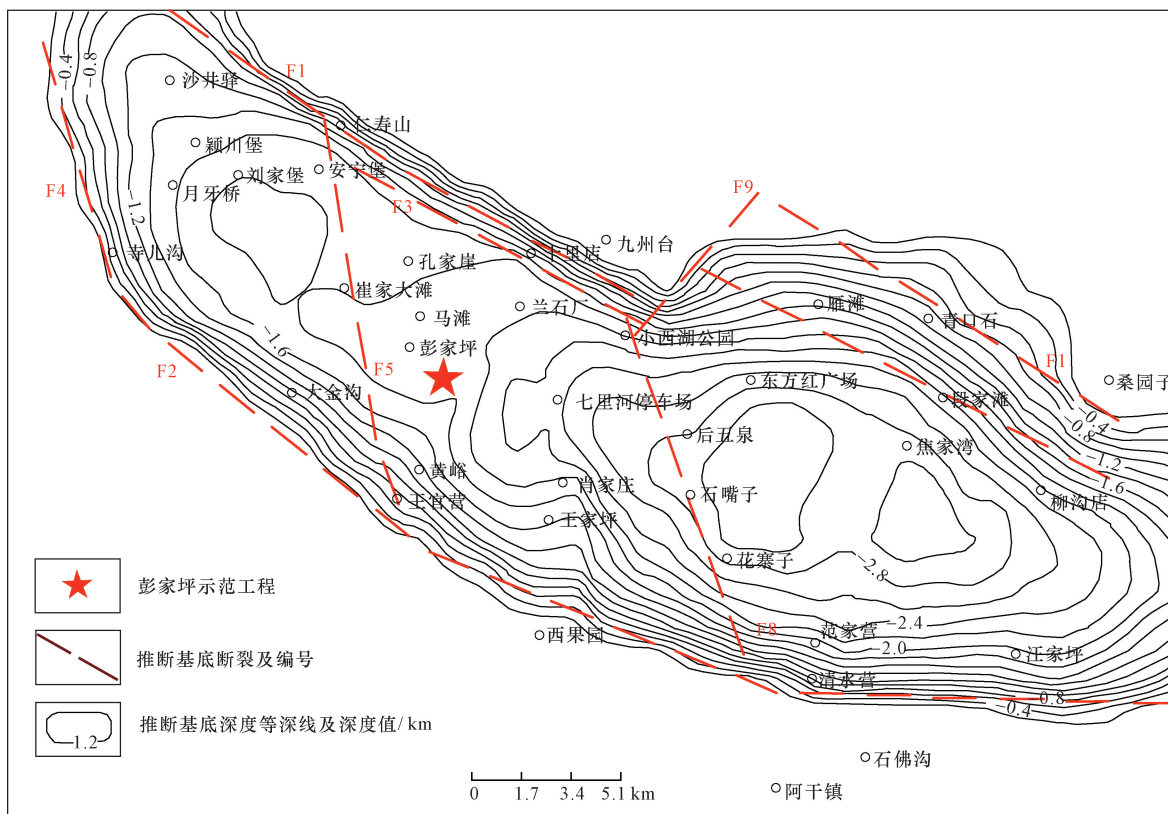 -0.4
-0.8
沙井驿
F1
仁寿山
颖川堡
刘家堡
安宁堡
月牙桥
F4
F9
F3
-1.2
九州台
寺儿沟
十里店
孔家崖
崔家大滩
兰石厂
雁滩
马滩
青口石
-1.6
小西湖公园
彭家坪
F1
F2
F5
东方红广场
桑园子
大金沟
七里河停车场
段家滩
-0.4
-0.8
后五泉
焦家湾
-1.2
黄峪
-1.6
肖家庄
石嘴子
王官营
柳沟店
王家坪
花寨子
-2.8
彭家坪示范工程
-2.4
F8
范家营
西果园
-2.0
汪家坪
推断基底断裂及编号
清水营
0.8
-0.4
1.2
推断基底深度等深线及深度值/km
石佛沟
0 1.7 3.4 5.1 km
阿干镇